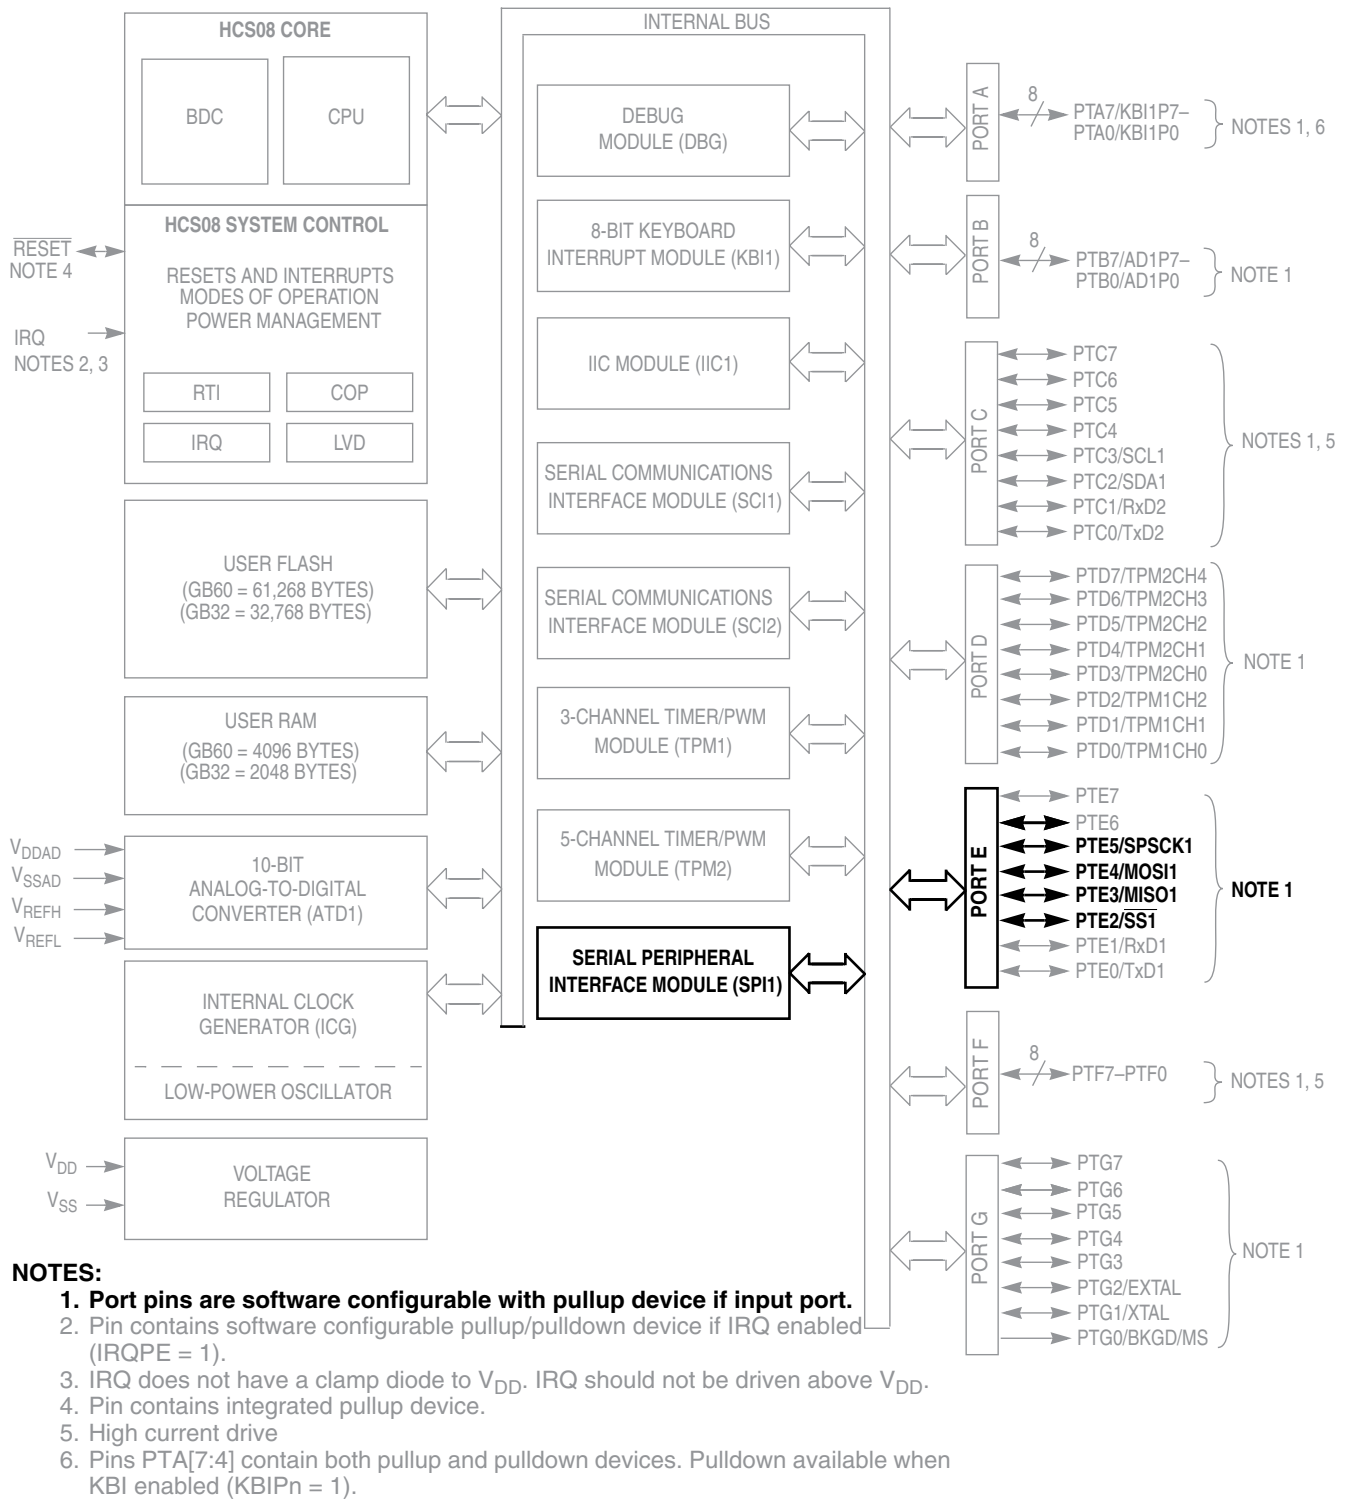 INTERNAL BUS
HCS08 CORE
BDC
CPU
HCS08 SYSTEM CONTROL
RESETS AND INTERRUPTS
MODES OF OPERATION
POWER MANAGEMENT
RTI
COP
IRQ
LVD
RESET
NOTE 4
IRQ
NOTES 2, 3
USER FLASH
(GB60 = 61,268 BYTES)
(GB32 = 32,768 BYTES)
USER RAM
(GB60 = 4096 BYTES)
(GB32 = 2048 BYTES)
VDDAD
VSSAD
VREFH
VREFL
10-BIT
ANALOG-TO-DIGITAL
CONVERTER (ATD1)
INTERNAL CLOCK
GENERATOR (ICG)
LOW-POWER OSCILLATOR
VDD
VSS
VOLTAGE
REGULATOR
DEBUG
MODULE (DBG)
8-BIT KEYBOARD
INTERRUPT MODULE (KBI1)
IIC MODULE (IIC1)
SERIAL COMMUNICATIONS
INTERFACE MODULE (SCI1)
SERIAL COMMUNICATIONS
INTERFACE MODULE (SCI2)
3-CHANNEL TIMER/PWM
MODULE (TPM1)
5-CHANNEL TIMER/PWM
MODULE (TPM2)
SERIAL PERIPHERAL
INTERFACE MODULE (SPI1)
PORT A
8
PTA7/KBI1P7–
PTA0/KBI1P0
NOTES 1, 6
PORT B
8
PTB7/AD1P7–
PTB0/AD1P0
NOTE 1
PORT C
PTC7
PTC6
PTC5
PTC4
PTC3/SCL1
PTC2/SDA1
PTC1/RxD2
PTC0/TxD2
NOTES 1, 5
PORT D
PTD7/TPM2CH4
PTD6/TPM2CH3
PTD5/TPM2CH2
PTD4/TPM2CH1
PTD3/TPM2CH0
PTD2/TPM1CH2
PTD1/TPM1CH1
PTD0/TPM1CH0
NOTE 1
PORT E
PTE7
PTE6
PTE5/SPSCK1
PTE4/MOSI1
PTE3/MISO1
PTE2/SS1
PTE1/RxD1
PTE0/TxD1
NOTE 1
PORT F
8
PTF7–PTF0
NOTES 1, 5
PORT G
PTG7
PTG6
PTG5
PTG4
PTG3
PTG2/EXTAL
PTG1/XTAL
PTG0/BKGD/MS
NOTE 1
NOTES:
1. Port pins are software configurable with pullup device if input port.
2. Pin contains software configurable pullup/pulldown device if IRQ enabled
(IRQPE = 1).
3. IRQ does not have a clamp diode to VDD. IRQ should not be driven above VDD.
4. Pin contains integrated pullup device.
5. High current drive
6. Pins PTA[7:4] contain both pullup and pulldown devices. Pulldown available when
KBI enabled (KBIPn = 1).